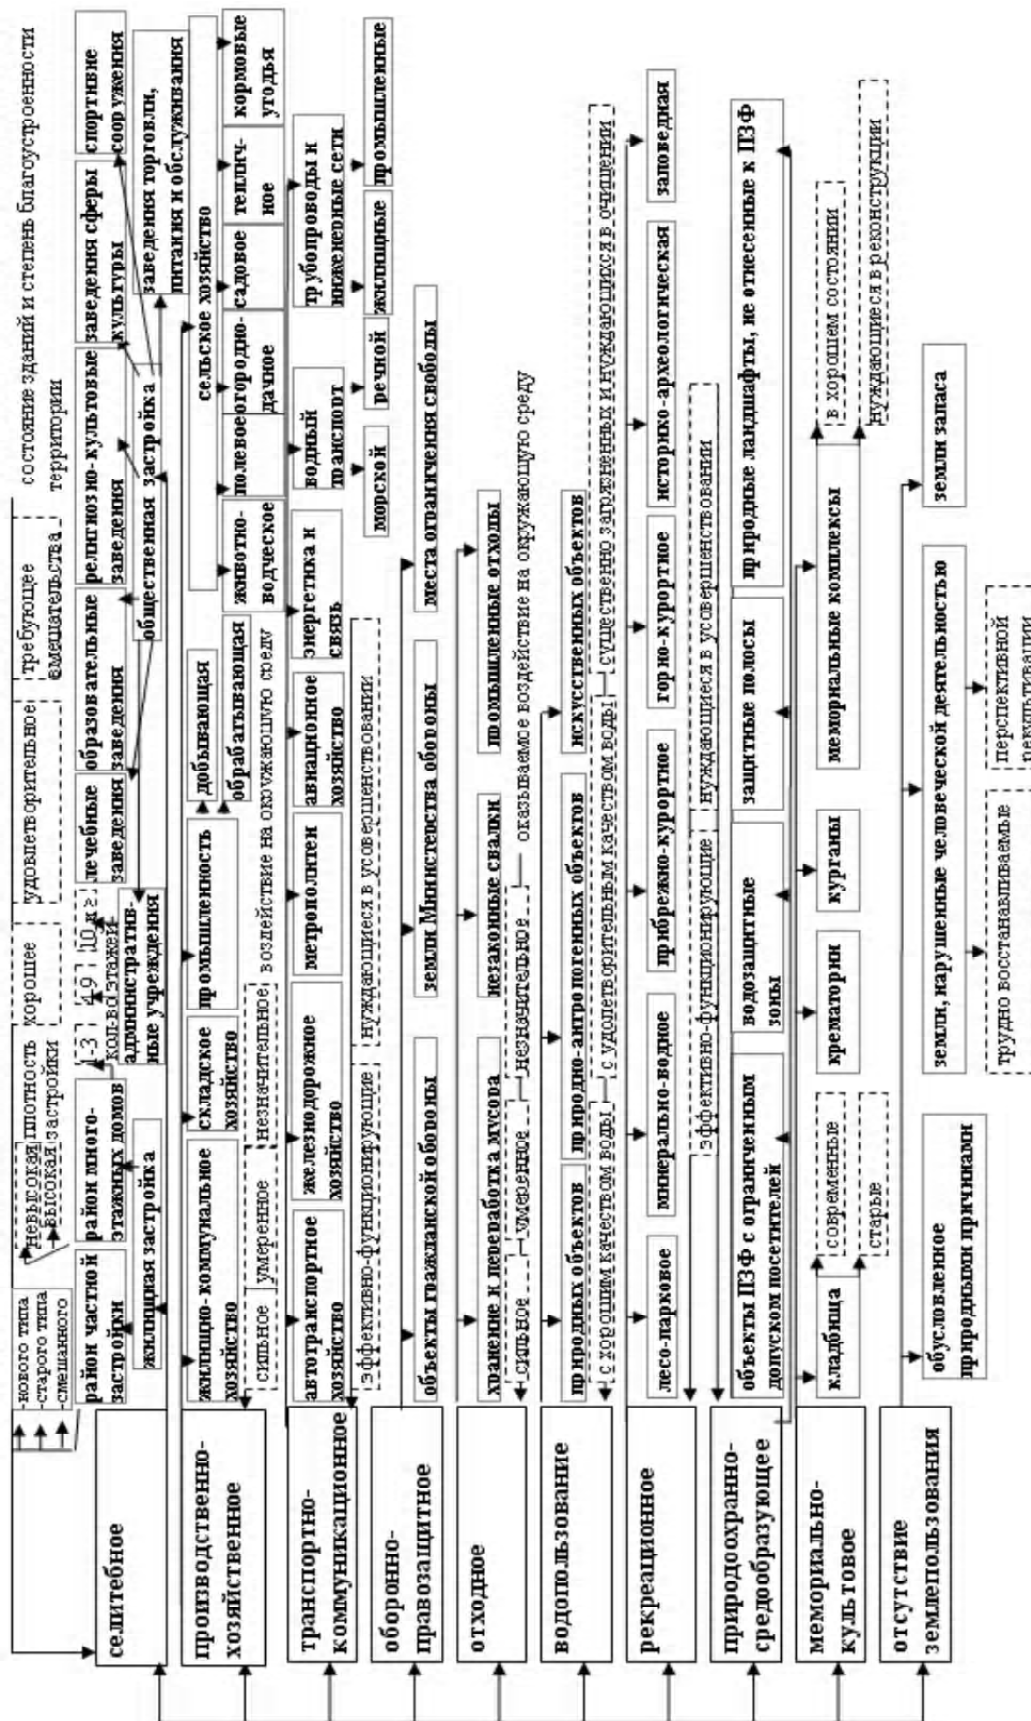 состояние зданий и степень благоустроенности
территории
требующее
вмешательства
удовлетворительное
хорошее
невысокая
плотность
высокая
застройки
-нового типа
-старого типа
-смешанного
селитебное
район частной
застройки
район много-
этажных домов
1-3
4-9
10 и >
кол-во этажей
жилищная застройка
административ-
ные учреждения
лечебные
заведения
образовательные
заведения
религиозно-культовые
заведения
заведения сферы
культуры
спортивне
сооружения
общественная застройка
заведения торговли,
питания и обслуживания
производственно-
хозяйственное
жилищно-коммунальное
хозяйство
складское
хозяйство
промышленность
добывающая
обрабатывающая
сельское хозяйство
животно-
водческое
полевое
огородно-
дачное
садовое
теплич-
ное
кормовые
угодья
сильное
умеренное
незначительное
воздействие на окружающую среду
транспортно-
коммуникационное
автотранспортное
хозяйство
железнодорожное
хозяйство
метрополитен
авиационное
хозяйство
энергетика и
связь
водный
транспорт
трубопроводы и
инженерные сети
морской
речной
жилищные
промышленные
эффективно-функционирующие
нуждающиеся в усовершенствовании
оборонно-
правозащитное
объекты гражданской обороны
земли Министерства обороны
места ограничения свободы
отходное
хранение и переработка мусора
незаконные свалки
промышленные отходы
сильное
умеренное
незначительное
оказываемое воздействие на окружающую среду
водопользование
природных объектов
природно-антропогенных объектов
искусственных объектов
с хорошим качеством воды
с удолетворительным качеством воды
существенно загрязненных и нуждающихся в очищении
рекреационное
лесо-парковое
минерально-водное
прибрежно-курортное
горно-курортное
историко-археологическая
заповедная
эффективно-функционирующие
нуждающиеся в усовершенствовании
природоохранно-
средообразующее
объекты ПЗФ с ограниченным
допуском посетителей
водозащитные
зоны
защитные полосы
природные ландшафты, не отнесенные к ПЗФ
мемориально-
культовое
кладбища
современные
старые
крематории
курганы
меморнальные комплексы
в хорошем состоянии
нуждающиеся в реконструкции
отсутствие
землепользования
обусловленное
природными причинами
земли, нарушенные человеческой деятельностью
земли запаса
трудно восстанавливаемые
перспективной
рекультивации